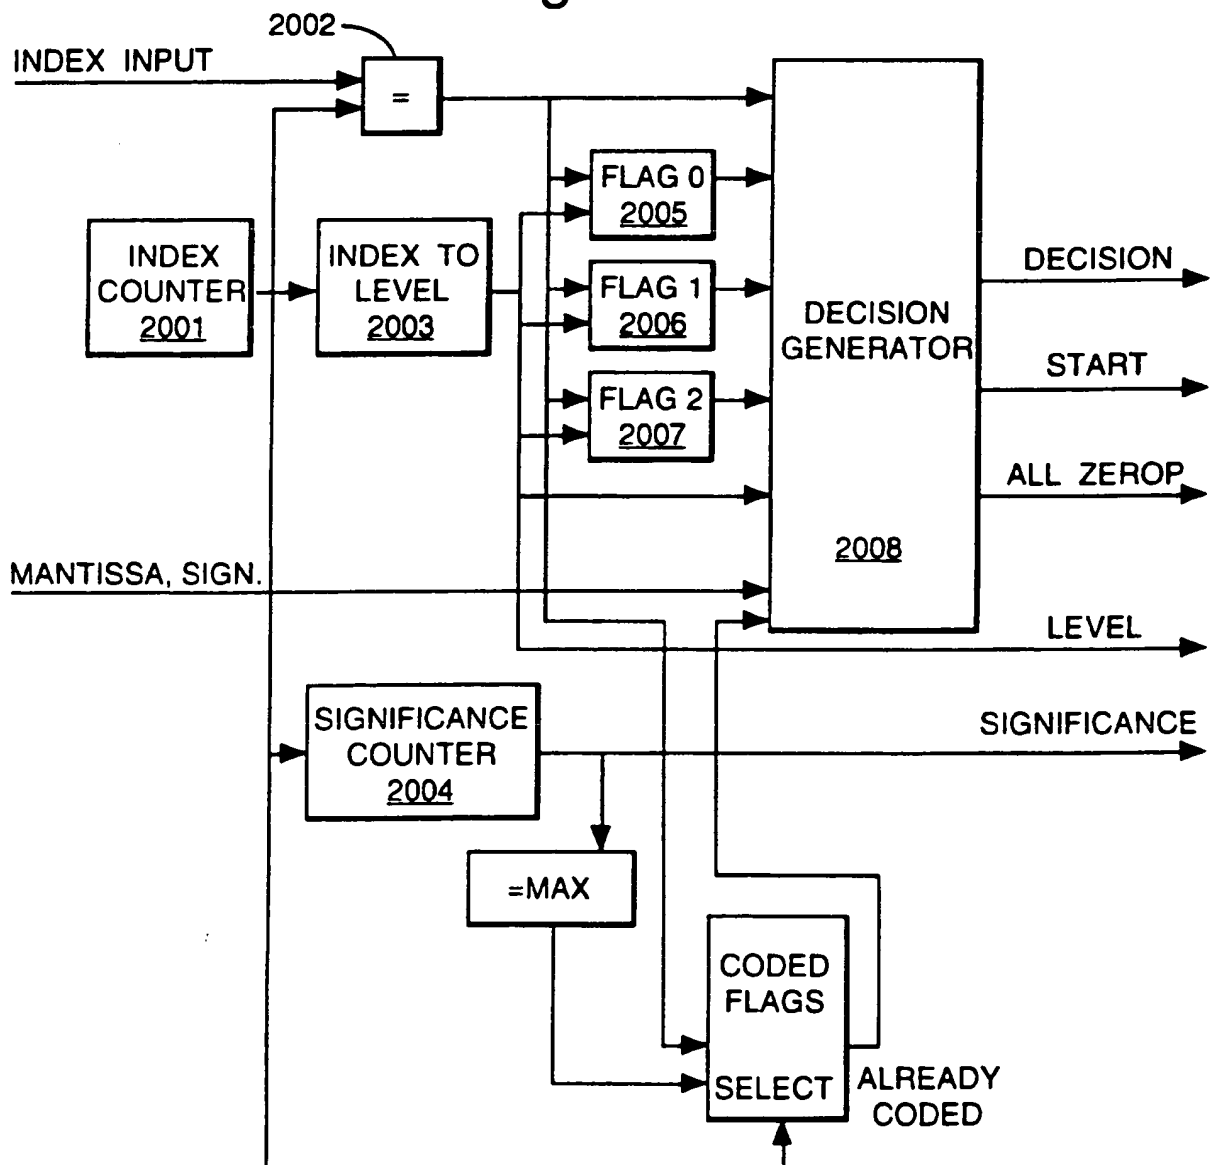 2002
INDEX INPUT
=
FLAG 0
2005
INDEX
COUNTER
2001
INDEX TO
LEVEL
2003
FLAG 1
2006
DECISION
GENERATOR
2008
DECISION
START
FLAG 2
2007
ALL ZEROP
MANTISSA, SIGN.
LEVEL
SIGNIFICANCE
COUNTER
2004
SIGNIFICANCE
=MAX
CODED
FLAGS
SELECT
ALREADY
CODED